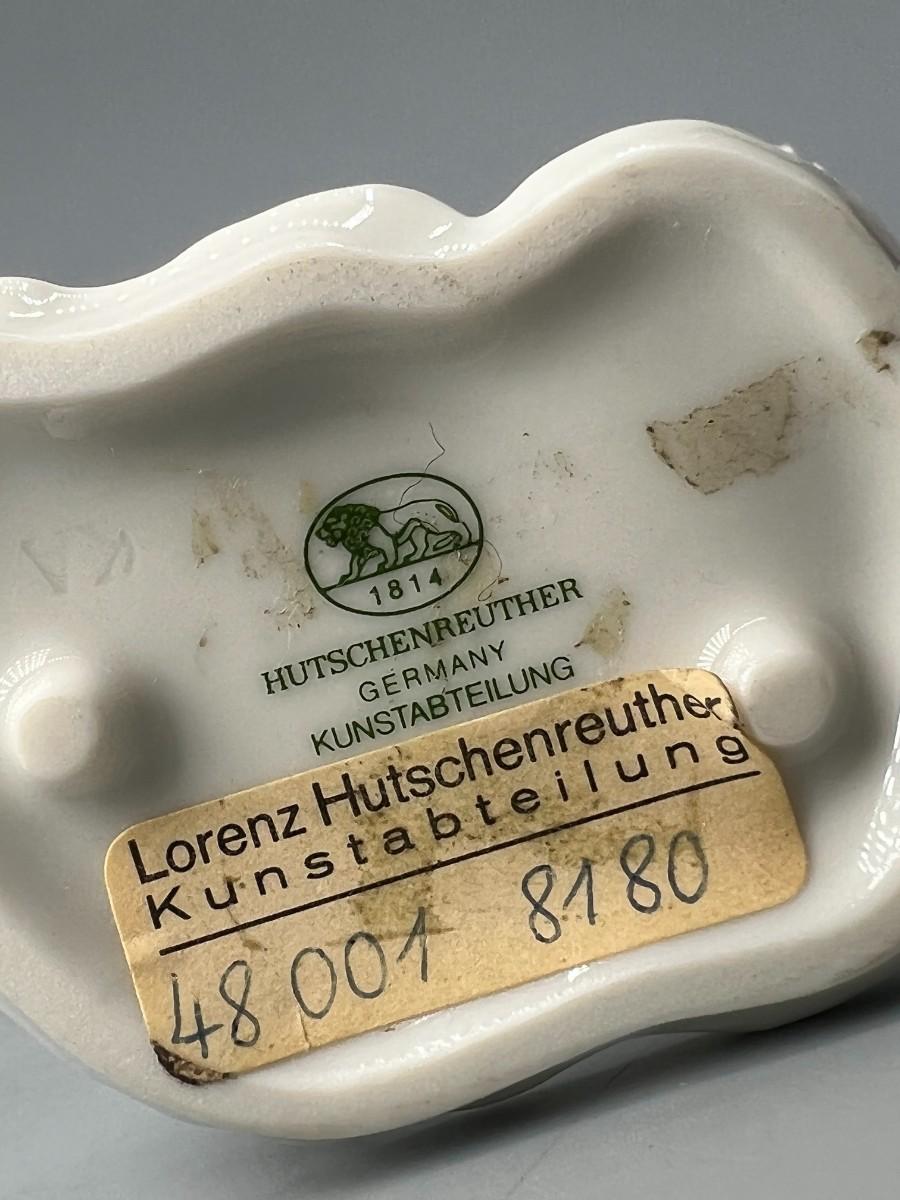 1814
HUTSCHENREUTHER
GERMANY
KUNSTABTEILUNG
Lorenz Hutschenreuther
Kunstabteilung
48 001 8180